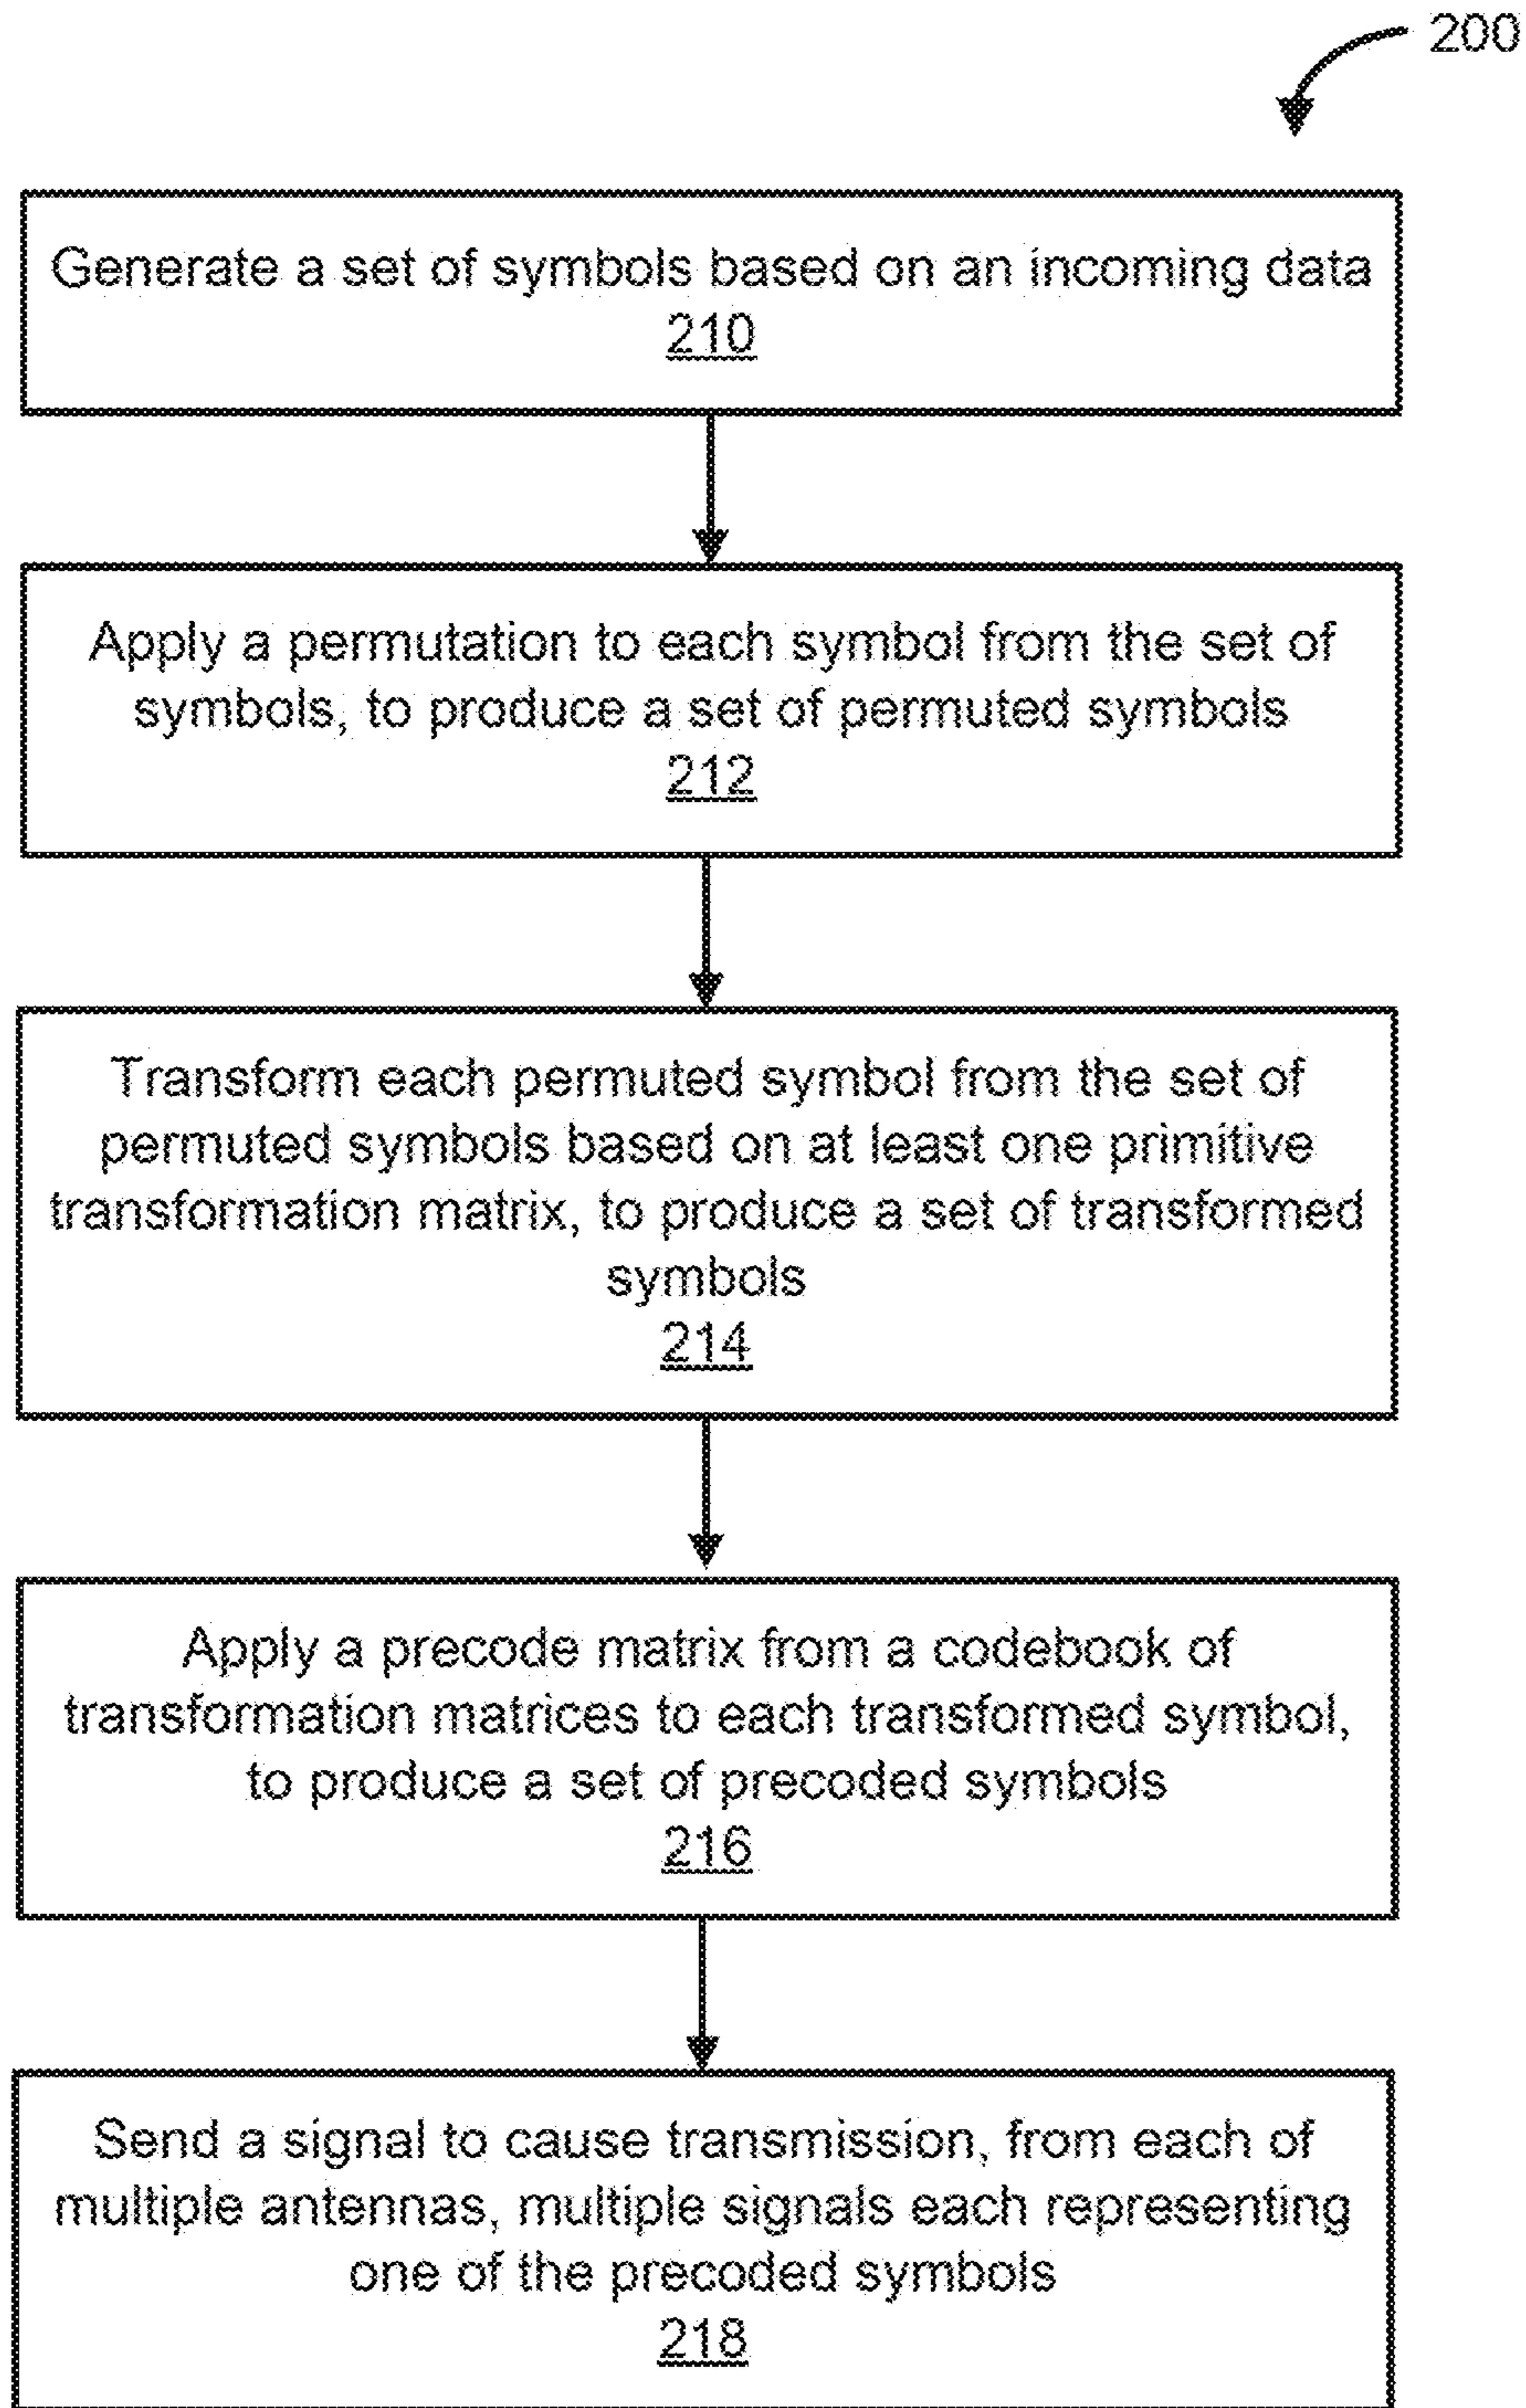 200
Generate a set of symbols based on an incoming data
210
Apply a permutation to each symbol from the set of
symbols, to produce a set of permuted symbols
212
Transform each permuted symbol from the set of
permuted symbols based on at least one primitive
transformation matrix, to produce a set of transformed
symbols
214
Apply a precode matrix from a codebook of
transformation matrices to each transformed symbol,
to produce a set of precoded symbols
216
Send a signal to cause transmission, from each of
multiple antennas, multiple signals each representing
one of the precoded symbols
218